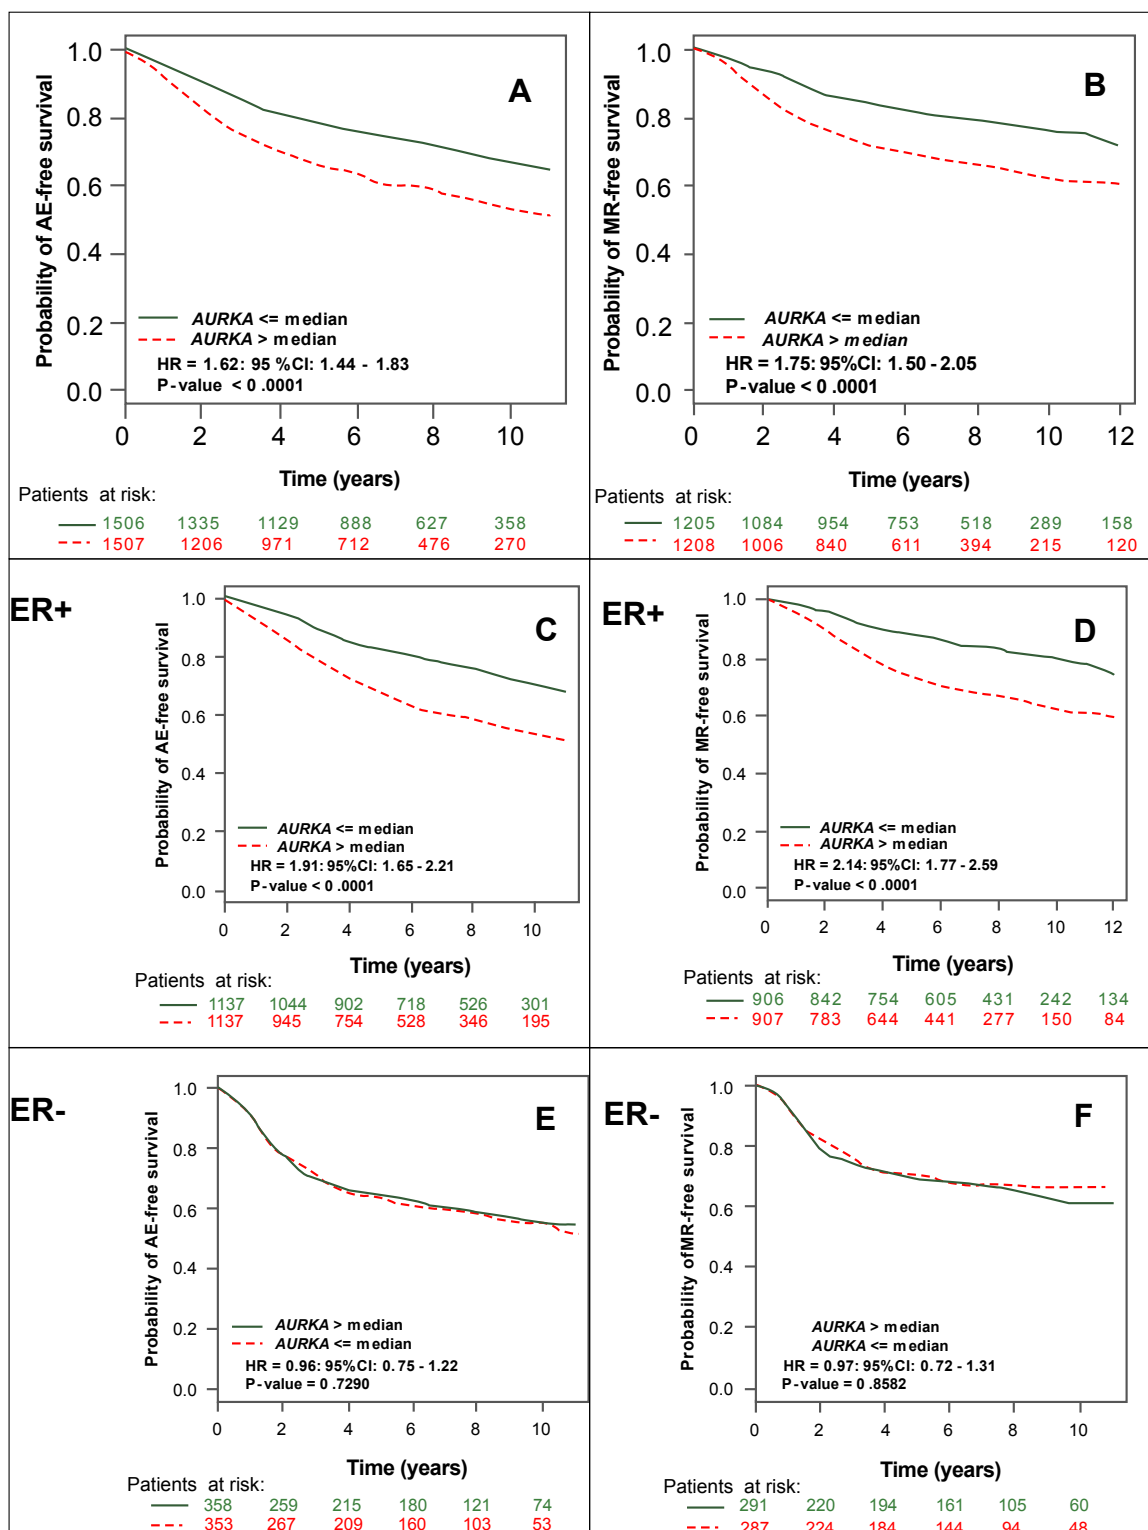 A
Probability of AE-free survival
1.0
0.8
0.6
0.4
0.2
0.0
AURKA <= median
AURKA > median
HR = 1.62: 95 %CI: 1.44 - 1.83
P-value < 0 .0001
0 2 4 6 8 10
Time (years)
Patients at risk:
1506 1335 1129 888 627 358
1507 1206 971 712 476 270
B
Probability of MR-free survival
1.0
0.8
0.6
0.4
0.2
0.0
AURKA <= median
AURKA > median
HR = 1.75: 95%CI: 1.50 - 2.05
P-value < 0 .0001
0 2 4 6 8 10 12
Time (years)
Patients at risk:
1205 1084 954 753 518 289 158
1208 1006 840 611 394 215 120
ER+
C
Probability of AE-free survival
1.0
0.8
0.6
0.4
0.2
0.0
AURKA <= median
AURKA > median
HR = 1.91: 95%CI: 1.65 - 2.21
P-value < 0 .0001
0 2 4 6 8 10
Time (years)
Patients at risk:
1137 1044 902 718 526 301
1137 945 754 528 346 195
ER+
D
Probability of MR-free survival
1.0
0.8
0.6
0.4
0.2
0.0
AURKA <= median
AURKA > median
HR = 2.14: 95%CI: 1.77 - 2.59
P-value < 0 .0001
0 2 4 6 8 10 12
Time (years)
Patients at risk:
906 842 754 605 431 242 134
907 783 644 441 277 150 84
ER-
E
Probability of AE-free survival
1.0
0.8
0.6
0.4
0.2
0.0
AURKA > median
AURKA <= median
HR = 0.96: 95%CI: 0.75 - 1.22
P-value = 0 .7290
0 2 4 6 8 10
Time (years)
Patients at risk:
358 259 215 180 121 74
353 267 209 160 103 53
ER-
F
Probability ofMR-free survival
1.0
0.8
0.6
0.4
0.2
0.0
AURKA > median
AURKA <= median
HR = 0.97: 95%CI: 0.72 - 1.31
P-value = 0 .8582
0 2 4 6 8 10
Time (years)
Patients at risk:
291 220 194 161 105 60
287 224 184 144 94 48